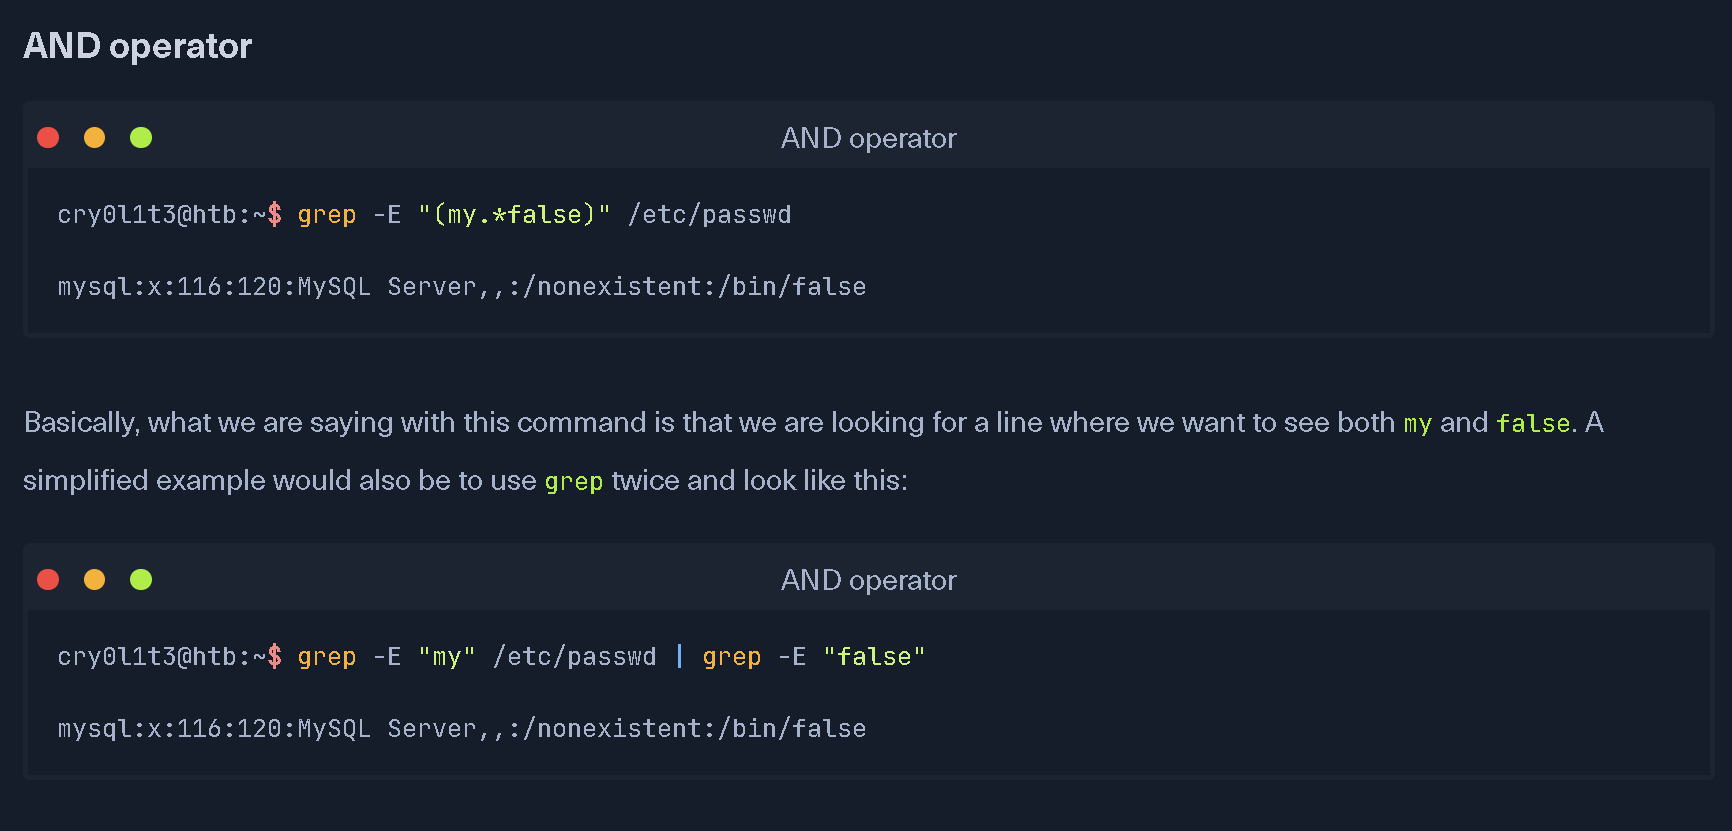 AND operator
AND operator
cry0l1t3@htb:~$ grep -E "(my.*false)" /etc/passwd
mysql:x:116:120:MySQL Server,,:/nonexistent:/bin/false
Basically, what we are saying with this command is that we are looking for a line where we want to see both my and false. A
simplified example would also be to use grep twice and look like this:
AND operator
cry0l1t3@htb:~$ grep -E "my" /etc/passwd | grep -E "false"
mysql:x:116:120:MySQL Server,,:/nonexistent:/bin/false